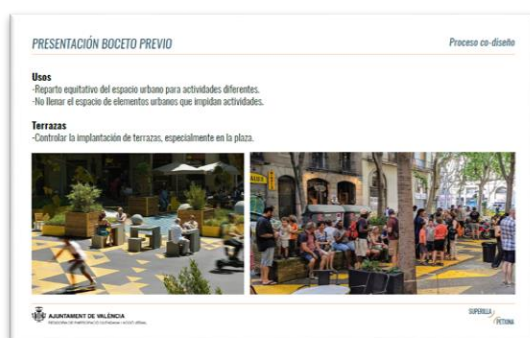 PRESENTACIÓN BOCETO PREVIO
Proceso co-diseño
Usos
-Reparto equitativo del espacio urbano para actividades diferentes.
-No llenar el espacio de elementos urbanos que impidan actividades.
Terrazas
-Controlar la implantación de terrazas, especialmente en la plaza.
AJUNTAMENT DE VALÈNCIA
SUPERILLA
PETXINA